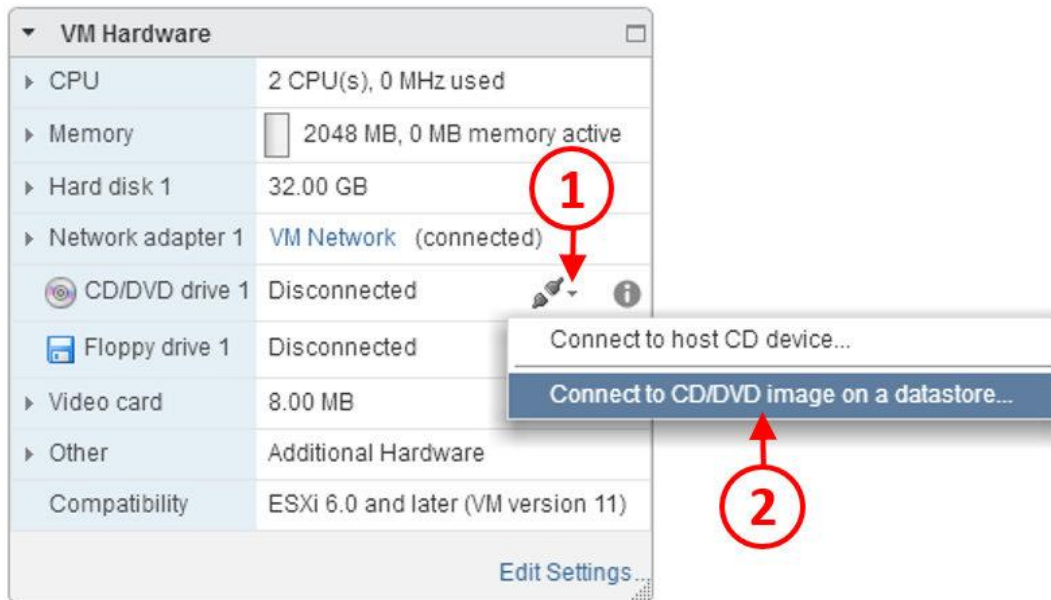 VM Hardware
CPU 2 CPU(s), 0 MHz used
Memory 2048 MB, 0 MB memory active
Hard disk 1 32.00 GB
1
Network adapter 1 VM Network (connected)
CD/DVD drive 1 Disconnected
Floppy drive 1 Disconnected
Connect to host CD device...
Connect to CD/DVD image on a datastore...
Video card 8.00 MB
Other Additional Hardware
Compatibility ESXi 6.0 and later (VM version 11)
2
Edit Settings...